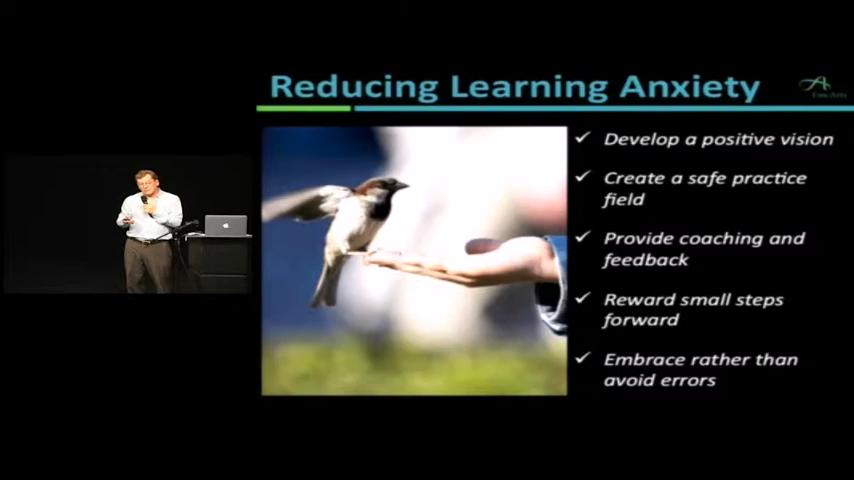 Reducing Learning Anxiety
✓ Develop a positive vision
✓ Create a safe practice
field
✓ Provide coaching and
feedback
✓ Reward small steps
forward
✓ Embrace rather than
avoid errors